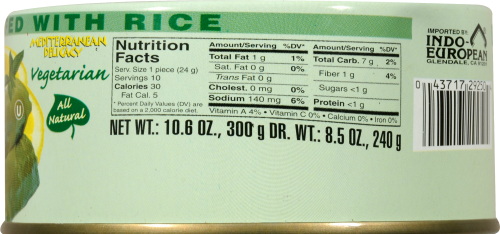 ED WITH RICE
MEDITERRANEAN
DELICACY
Vegetarian
U
All
Natural
Nutrition
Facts
Serv. Size 1 piece (24 g)
Servings 10
Calories 30
Fat Cal. 5
* Percent Daily Values (DV) are
based on a 2,000 calorie diet.
Amount/Serving %DV*
Total Fat 1 g 1%
Sat. Fat 0 g 0%
Trans Fat 0 g
Cholest. 0 mg 0%
Sodium 140 mg 6%
Amount/Serving %DV*
Total Carb. 7 g 2%
Fiber 1 g 4%
Sugars <1 g
Protein <1 g
Vitamin A 4% • Vitamin C 0% • Calcium 0% • Iron 0%
NET WT.: 10.6 OZ., 300 g DR. WT.: 8.5 OZ, 240 g
IMPORTED BY
INDO-
EUROPEAN
GLENDALE, CA 91201
0 43717